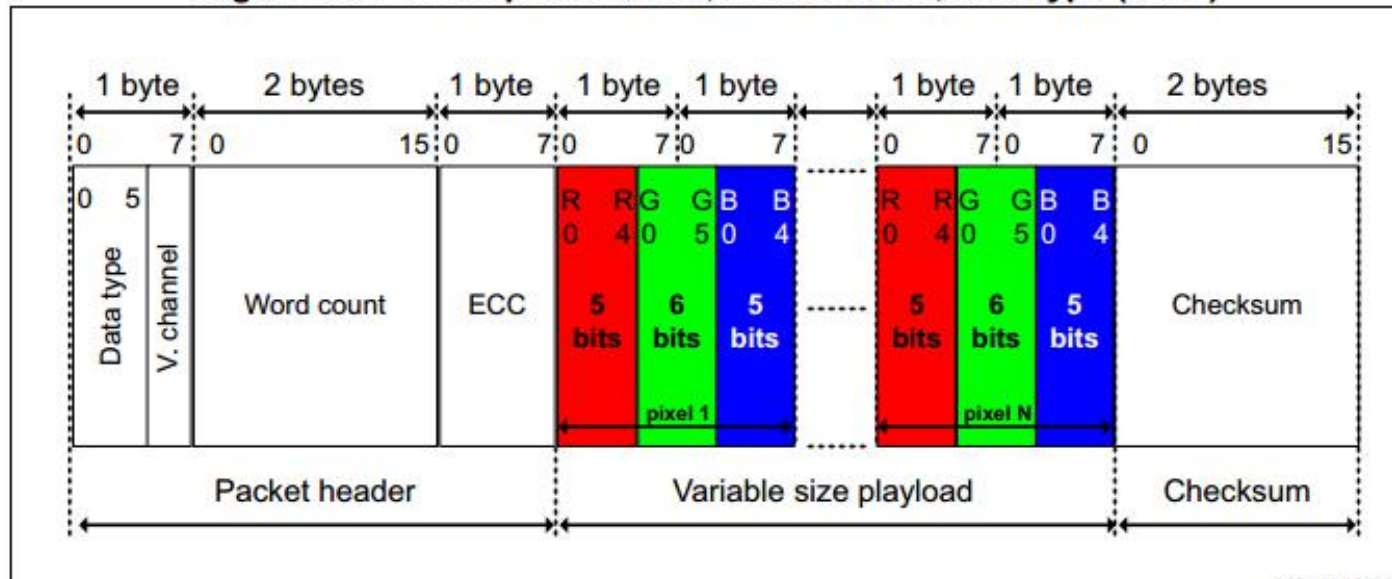 1 byte 2 bytes 1 byte 1 byte 1 byte 1 byte 1 byte 2 bytes
0 7 0 15 0 7 0 7 0 7 0 7 0 7 0 15
0 5 R R G G B B R R G G B B
0 4 0 5 0 4 0 4 0 5 0 4
Data type
V. channel
Word count
ECC
5 bits
6 bits
5 bits
pixel 1
5 bits
6 bits
5 bits
pixel N
Checksum
Packet header Variable size playload Checksum